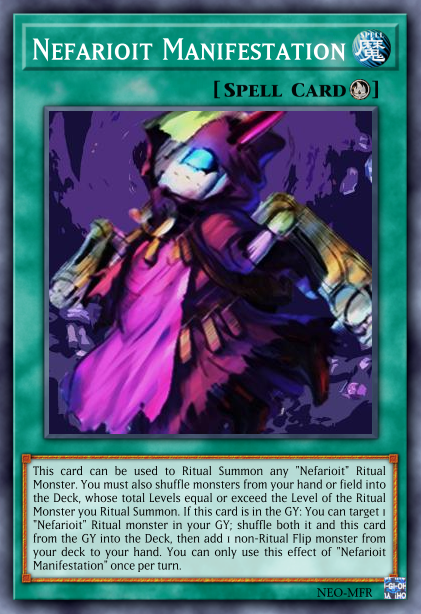 Nefarioit Manifestation
SPELL
魔
[Spell Card]
This card can be used to Ritual Summon any "Nefarioit" Ritual
Monster. You must also shuffle monsters from your hand or field into
the Deck, whose total Levels equal or exceed the Level of the Ritual
Monster you Ritual Summon. If this card is in the GY: You can target 1
"Nefarioit" Ritual monster in your GY; shuffle both it and this card
from the GY into the Deck, then add 1 non-Ritual Flip monster from
your deck to your hand. You can only use this effect of "Nefarioit
Manifestation" once per turn.
NEO-MFR